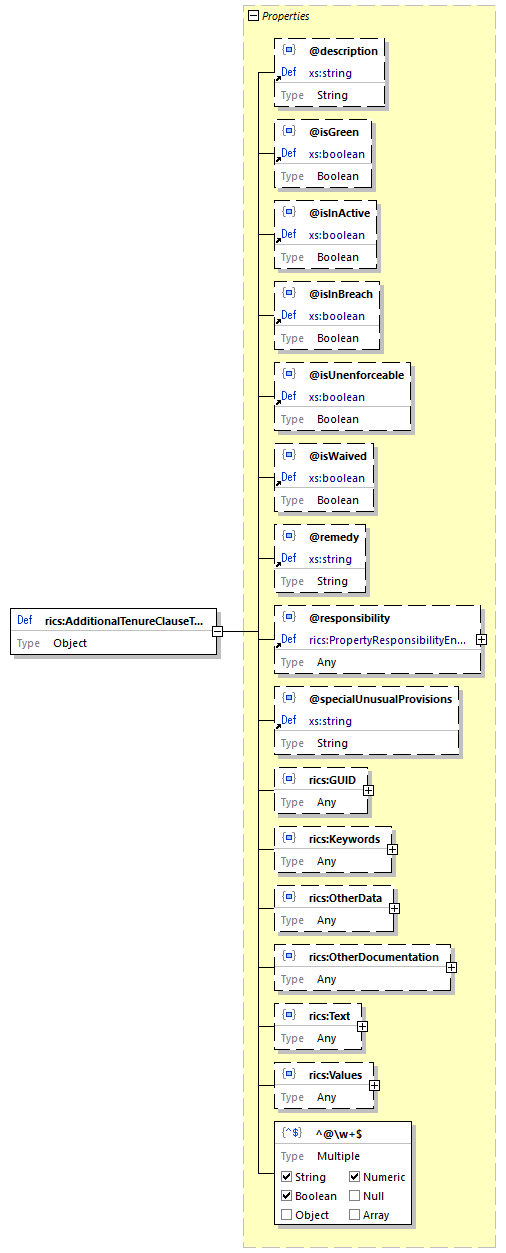 Properties
@description
Def xs:string
Type String
@isGreen
Def xs:boolean
Type Boolean
@isInActive
Def xs:boolean
Type Boolean
@isInBreach
Def xs:boolean
Type Boolean
@isUnenforceable
Def xs:boolean
Type Boolean
@isWaived
Def xs:boolean
Type Boolean
@remedy
Def xs:string
Type String
Def rics:AdditionalTenureClauseT...
Type Object
@responsibility
Def rics:PropertyResponsibilityEn...
Type Any
@specialUnusualProvisions
Def xs:string
Type String
rics:GUID
Type Any
rics:Keywords
Type Any
rics:OtherData
Type Any
rics:OtherDocumentation
Type Any
rics:Text
Type Any
rics:Values
Type Any
{^$} ^@\w+$
Type Multiple
String Numeric
Boolean Null
Object Array